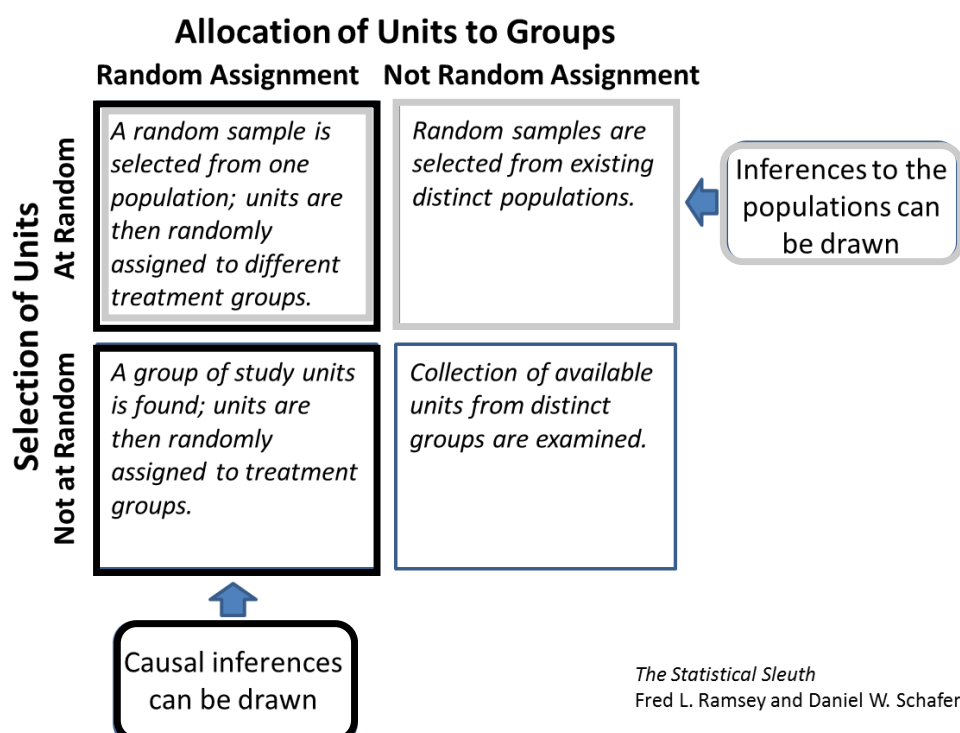 Allocation of Units to Groups
Random Assignment
Not Random Assignment
Selection of Units
At Random
A random sample is
selected from one
population; units are
then randomly
assigned to different
treatment groups.
Random samples are
selected from existing
distinct populations.
Inferences to the
populations can
be drawn
Not at Random
A group of study units
is found; units are
then randomly
assigned to treatment
groups.
Collection of available
units from distinct
groups are examined.
Causal inferences
can be drawn
The Statistical Sleuth
Fred L. Ramsey and Daniel W. Schafer